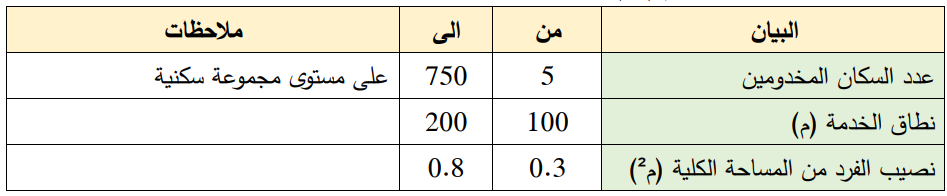 البيان من الى ملاحظات
عدد السكان المخدومين 5 750 على مستوى مجموعة سكنية
نطاق الخدمة (م) 100 200
نصيب الفرد من المساحة الكلية (م²) 0.3 0.8